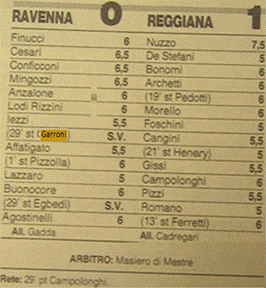 RAVENNA 0
Finucci 6
Cesari 6,5
Conficconi 6,5
Mingozzi 6,5
Anzalone 6
Lodi Rizzini 6
Iezzi 5,5
(29' st Garroni S.V.
Affatigato 5,5
(1' st Pizzolla) 6
Lazzaro 5
Buonocore 6
(29' st Egbedi) S.V.
Agostinelli 6
All. Gadda
REGGIANA 1
Nuzzo 7,5
De Stefani 5
Bonomi 6
Archetti 6
(19' st Pedotti) 6
Morello 6
Foschini 5
Cangini 5,5
(21' st Henery) 5
Gissi 5,5
Campolonghi 6
Pizzi 5,5
Romano 5
(13' st Ferretti) 6
All. Cadregari
ARBITRO: Masiero di Mestre
Rete: 29' pt Campolonghi.